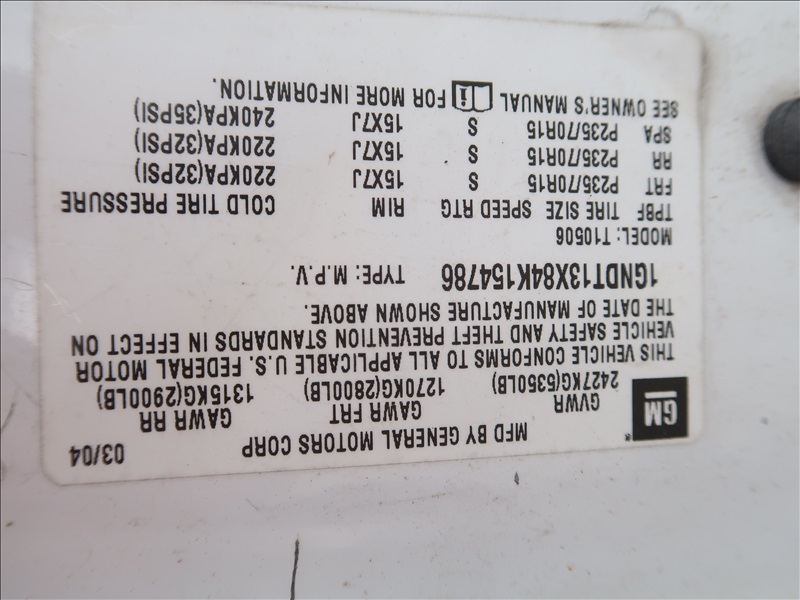 MFD BY GENERAL MOTORS CORP 03/04
GM
GVWR GAWR FRT GAWR RR
2427KG(5350LB) 1270KG(2800LB) 1315KG(2900LB)
THIS VEHICLE CONFORMS TO ALL APPLICABLE U.S. FEDERAL MOTOR
VEHICLE SAFETY AND THEFT PREVENTION STANDARDS IN EFFECT ON
THE DATE OF MANUFACTURE SHOWN ABOVE.
1GNDT13X84K154786 TYPE: M.P.V.
MODEL: T10506
TPBF TIRE SIZE SPEED RTG RIM COLD TIRE PRESSURE
FRT P235/70R15 S 15X7J 220KPA(32PSI)
RR P235/70R15 S 15X7J 220KPA(32PSI)
SPA P235/70R15 S 15X7J 240KPA(35PSI)
SEE OWNER'S MANUAL i FOR MORE INFORMATION.